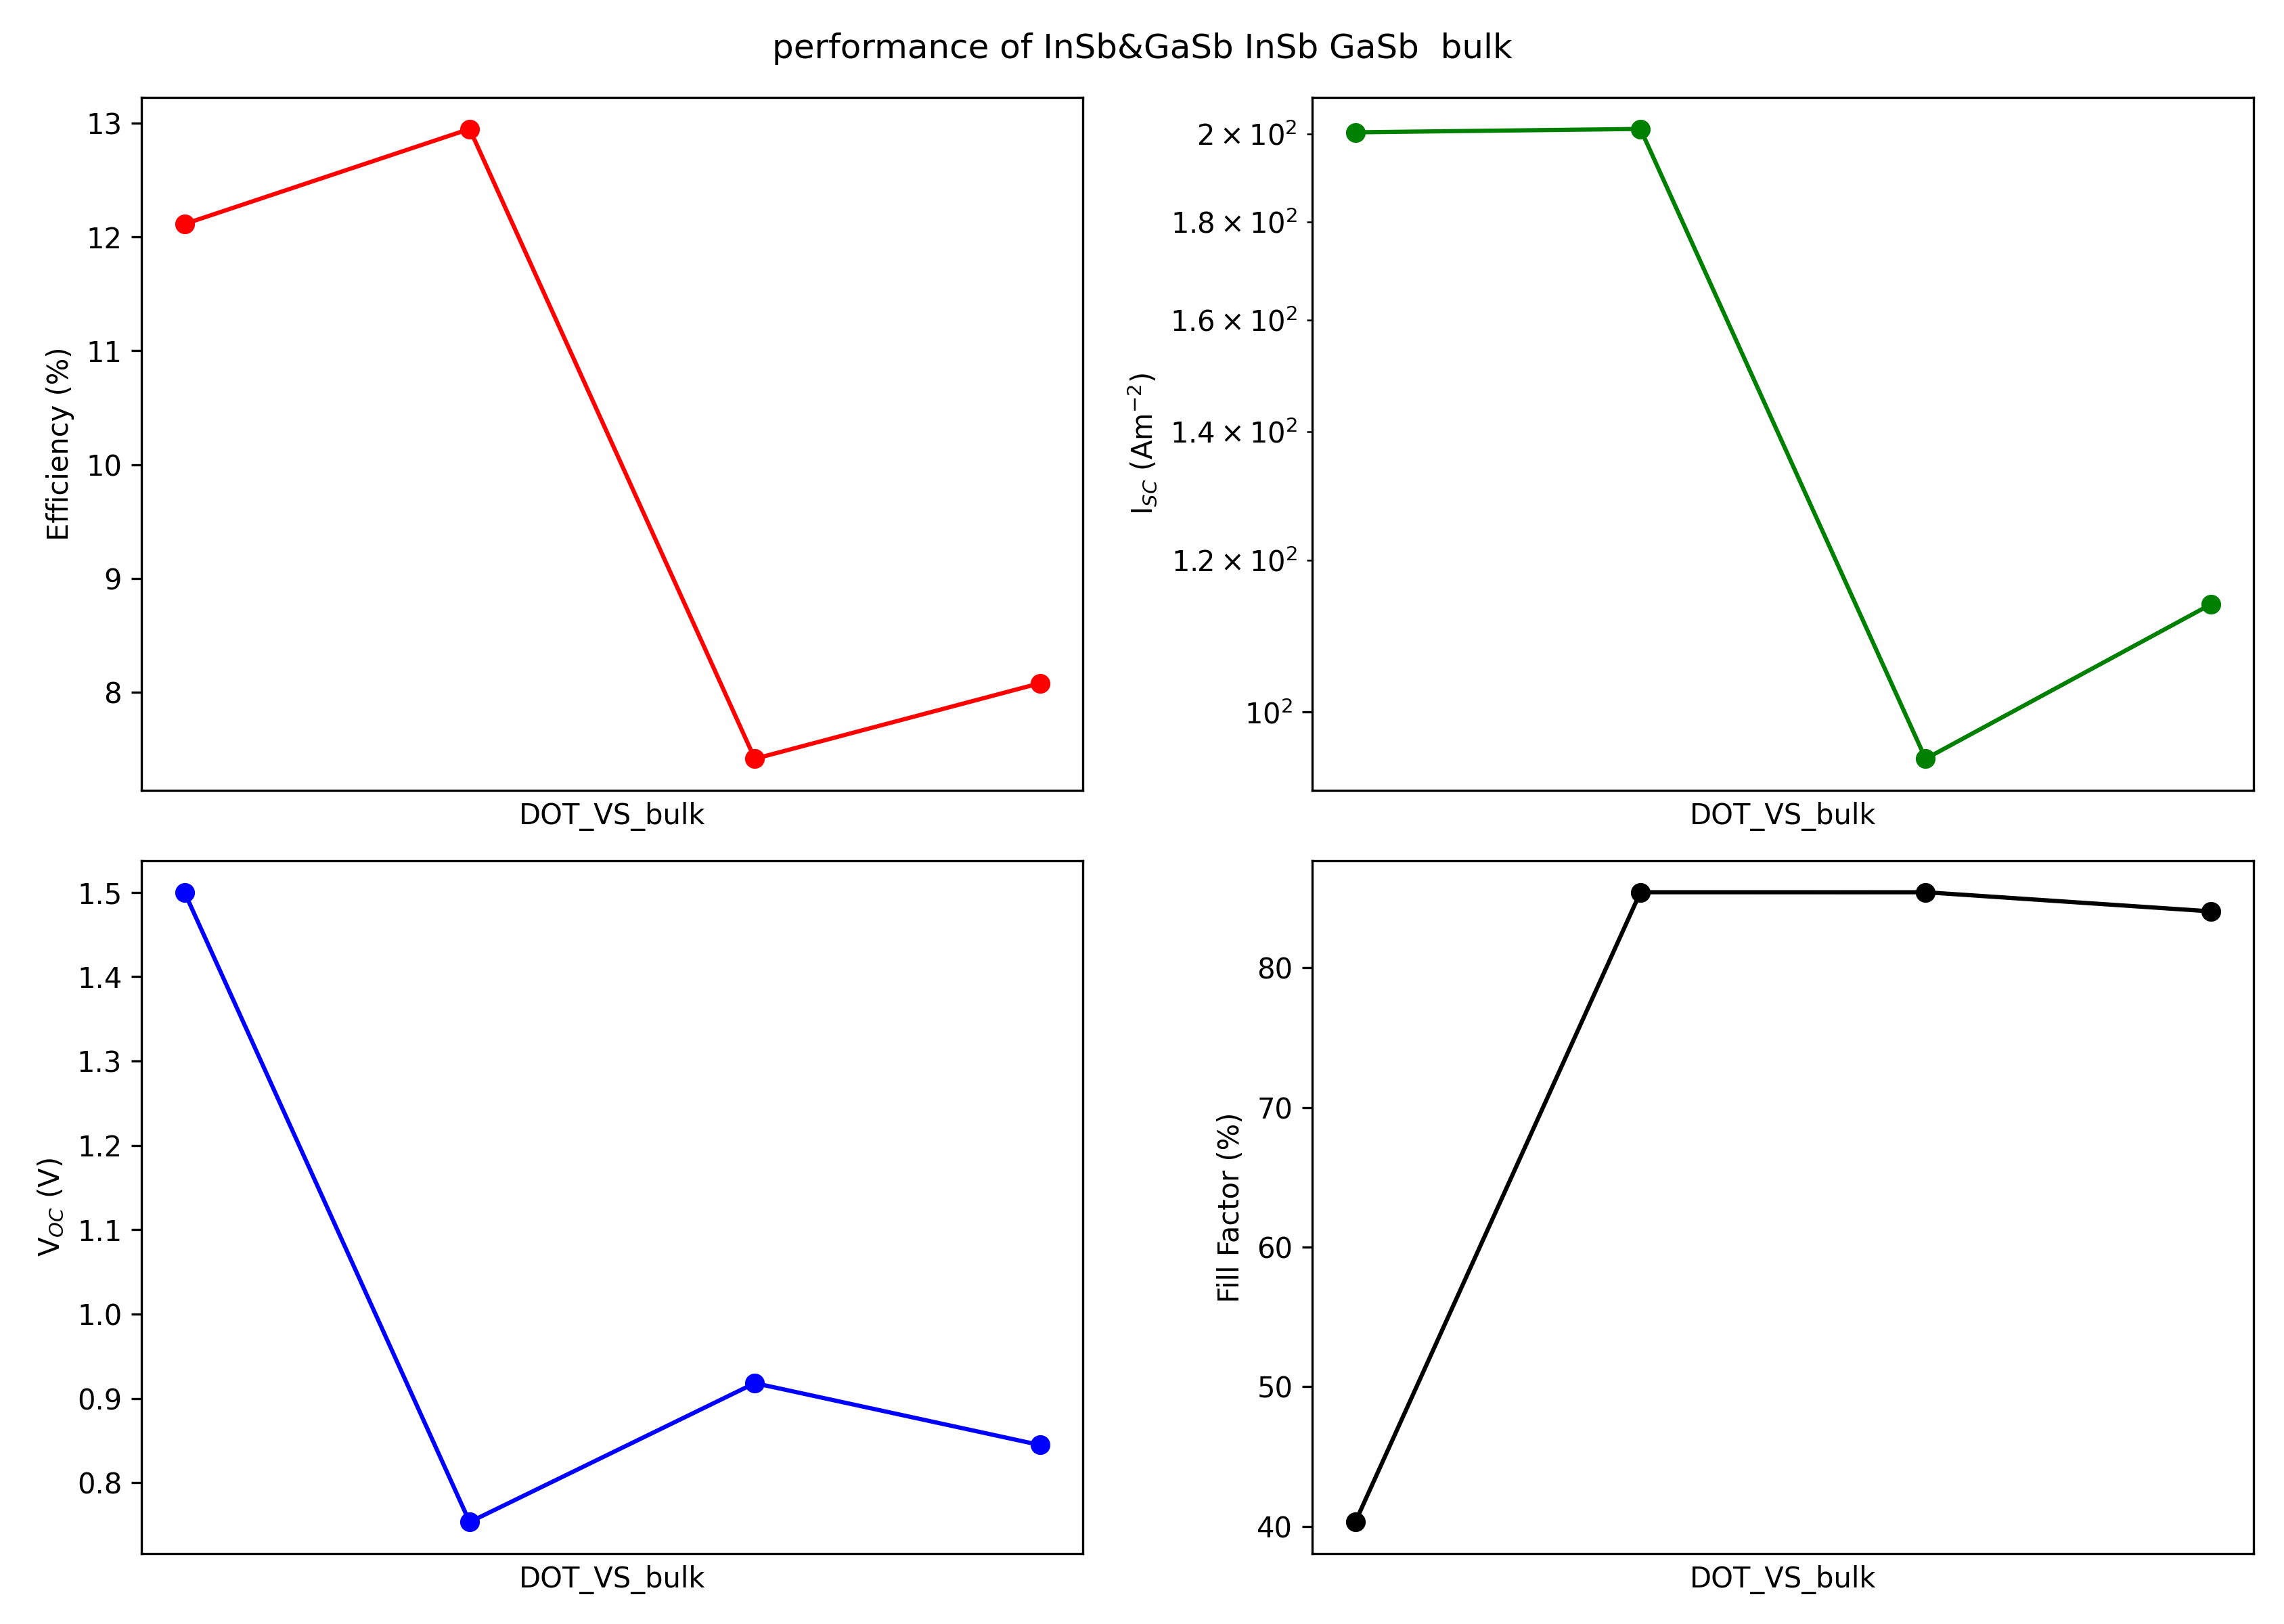 performance of InSb&GaSb InSb GaSb  bulk
Efficiency (%)
13
12
11
10
9
8
DOT_VS_bulk
I_SC (Am⁻²)
2×10²
1.8×10²
1.6×10²
1.4×10²
1.2×10²
10²
DOT_VS_bulk
V_OC (V)
1.5
1.4
1.3
1.2
1.1
1.0
0.9
0.8
DOT_VS_bulk
Fill Factor (%)
80
70
60
50
40
DOT_VS_bulk